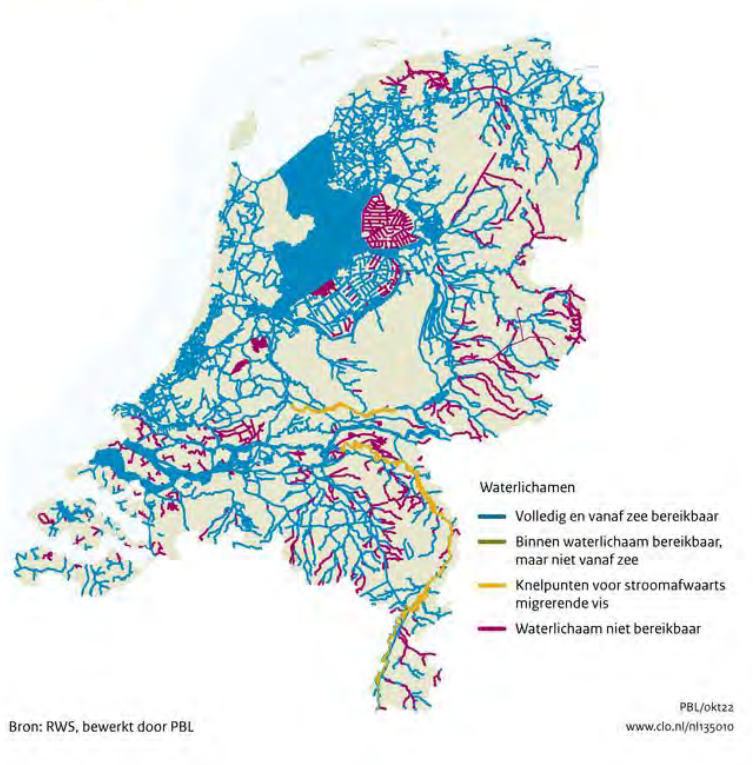 Waterlichamen
Volledig en vanaf zee bereikbaar
Binnen waterlichaam bereikbaar,
maar niet vanaf zee
Knelpunten voor stroomafwaarts
migrerende vis
Waterlichaam niet bereikbaar
PBL/okt22
Bron: RWS, bewerkt door PBL
www.clo.nl/nl135010